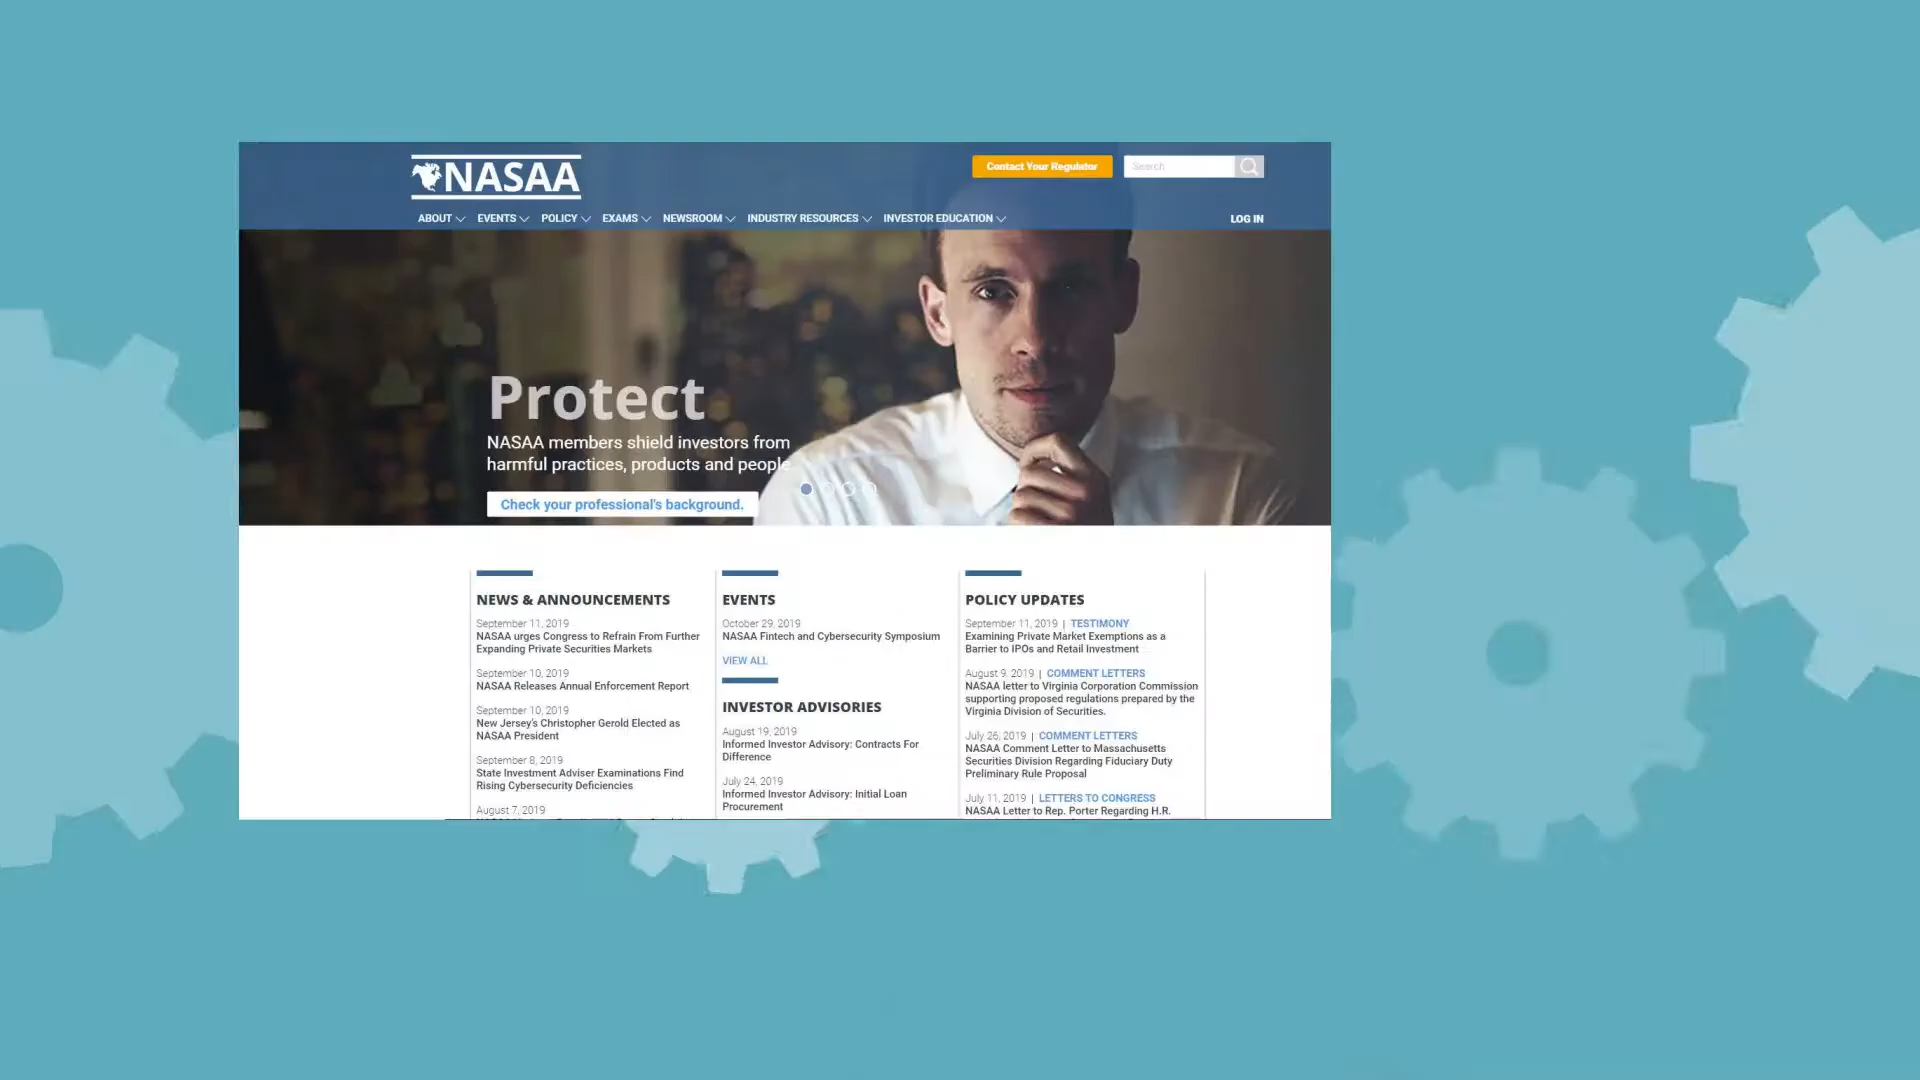 NASAA
Contact Your Regulator
Search
ABOUT
EVENTS
POLICY
EXAMS
NEWSROOM
INDUSTRY RESOURCES
INVESTOR EDUCATION
LOG IN
Protect
NASAA members shield investors from
harmful practices, products and people.
Check your professional's background.
NEWS & ANNOUNCEMENTS
September 11, 2019
NASAA urges Congress to Refrain From Further
Expanding Private Securities Markets
September 10, 2019
NASAA Releases Annual Enforcement Report
September 10, 2019
New Jersey's Christopher Gerold Elected as
NASAA President
September 8, 2019
State Investment Adviser Examinations Find
Rising Cybersecurity Deficiencies
August 7, 2019
EVENTS
October 29, 2019
NASAA Fintech and Cybersecurity Symposium
VIEW ALL
INVESTOR ADVISORIES
August 19, 2019
Informed Investor Advisory: Contracts For
Difference
July 24, 2019
Informed Investor Advisory: Initial Loan
Procurement
POLICY UPDATES
September 11, 2019 | TESTIMONY
Examining Private Market Exemptions as a
Barrier to IPOs and Retail Investment
August 9, 2019 | COMMENT LETTERS
NASAA letter to Virginia Corporation Commission
supporting proposed regulations prepared by the
Virginia Division of Securities.
July 26, 2019 | COMMENT LETTERS
NASAA Comment Letter to Massachusetts
Securities Division Regarding Fiduciary Duty
Preliminary Rule Proposal
July 11, 2019 | LETTERS TO CONGRESS
NASAA Letter to Rep. Porter Regarding H.R.